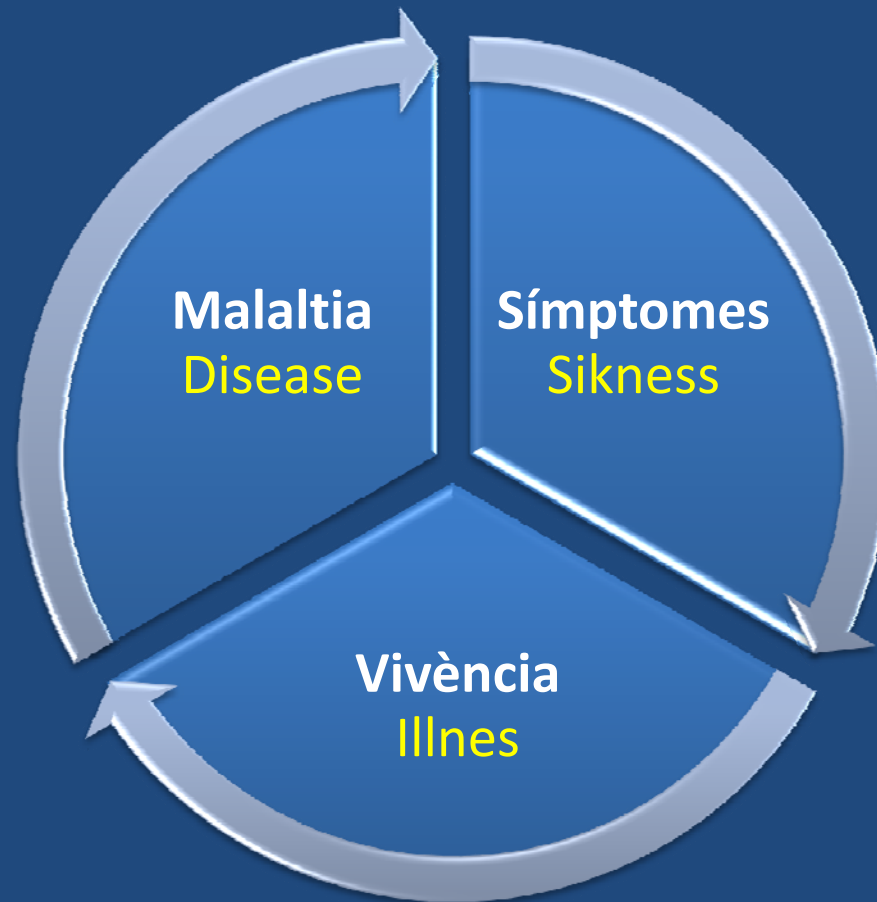 Malaltia
Disease
Símptomes
Sikness
Vivència
Illnes